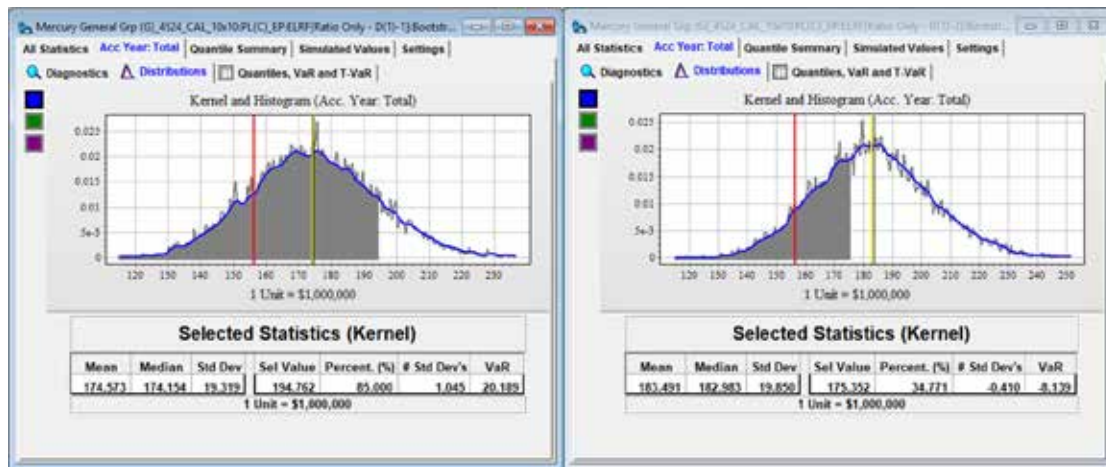 Mercury General Grp (G)_4524_CAL_10x10:PL(C)_EP:ELRF[Ratio Only - D(T)-1]:Bootstr...
All Statistics Acc Year: Total Quantile Summary Simulated Values Settings
Diagnostics Distributions Quantiles, VaR and T-VaR
Kernel and Histogram (Acc. Year: Total)
0.025
0.02
0.015
0.01
5e-3
0
120 130 140 150 160 170 180 190 200 210 220 230
1 Unit = $1,000,000
Selected Statistics (Kernel)
Mean Median Std Dev Sel Value Percent. (%) # Std Dev's VaR
174.573 174.154 19.319 194.762 85.000 1.045 20.189
1 Unit = $1,000,000
Mercury General Grp
All Statistics Acc Year: Total Quantile Summary Simulated Values Settings
Diagnostics Distributions Quantiles, VaR and T-VaR
Kernel and Histogram (Acc. Year: Total)
0.025
0.02
0.015
0.01
5e-3
0
120 130 140 150 160 170 180 190 200 210 220 230 240 250
1 Unit = $1,000,000
Selected Statistics (Kernel)
Mean Median Std Dev Sel Value Percent. (%) # Std Dev's VaR
183.491 182.983 19.850 175.352 34.771 -0.410 -8.139
1 Unit = $1,000,000